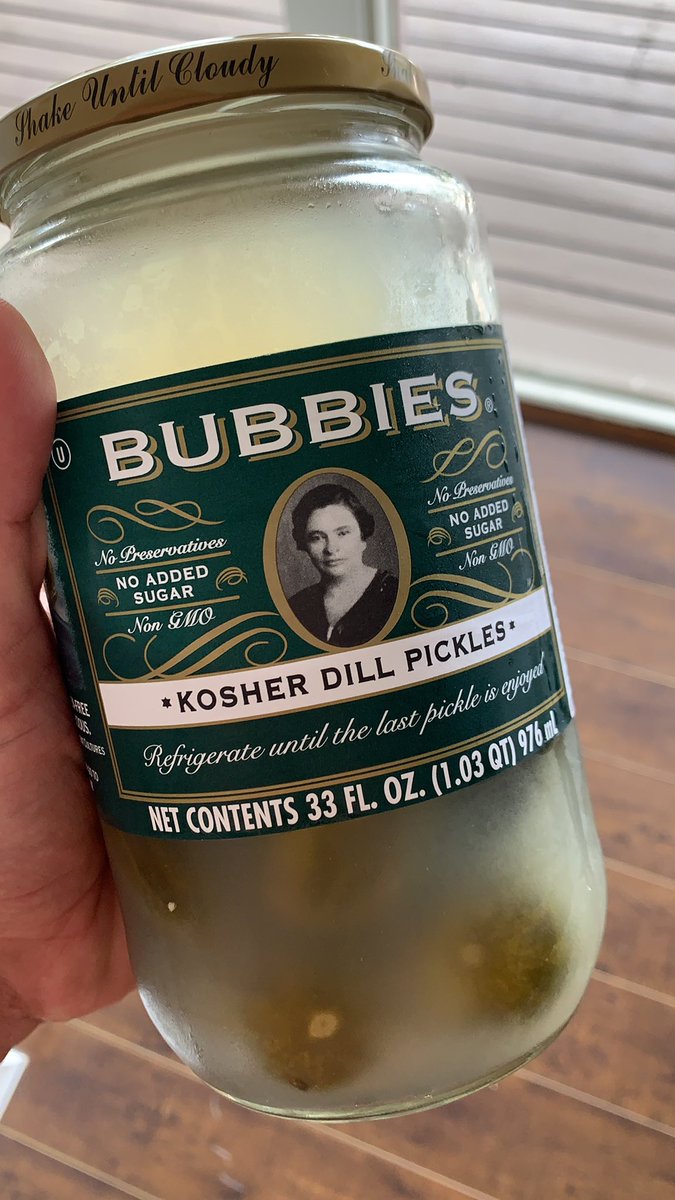 Shake Until Cloudy
U
BUBBIES®
No Preservatives
NO ADDED
SUGAR
Non GMO
No Preservatives
NO ADDED
SUGAR
Non GMO
*KOSHER DILL PICKLES*
Refrigerate until the last pickle is enjoyed
NET CONTENTS 33 FL. OZ. (1.03 QT) 976 mL